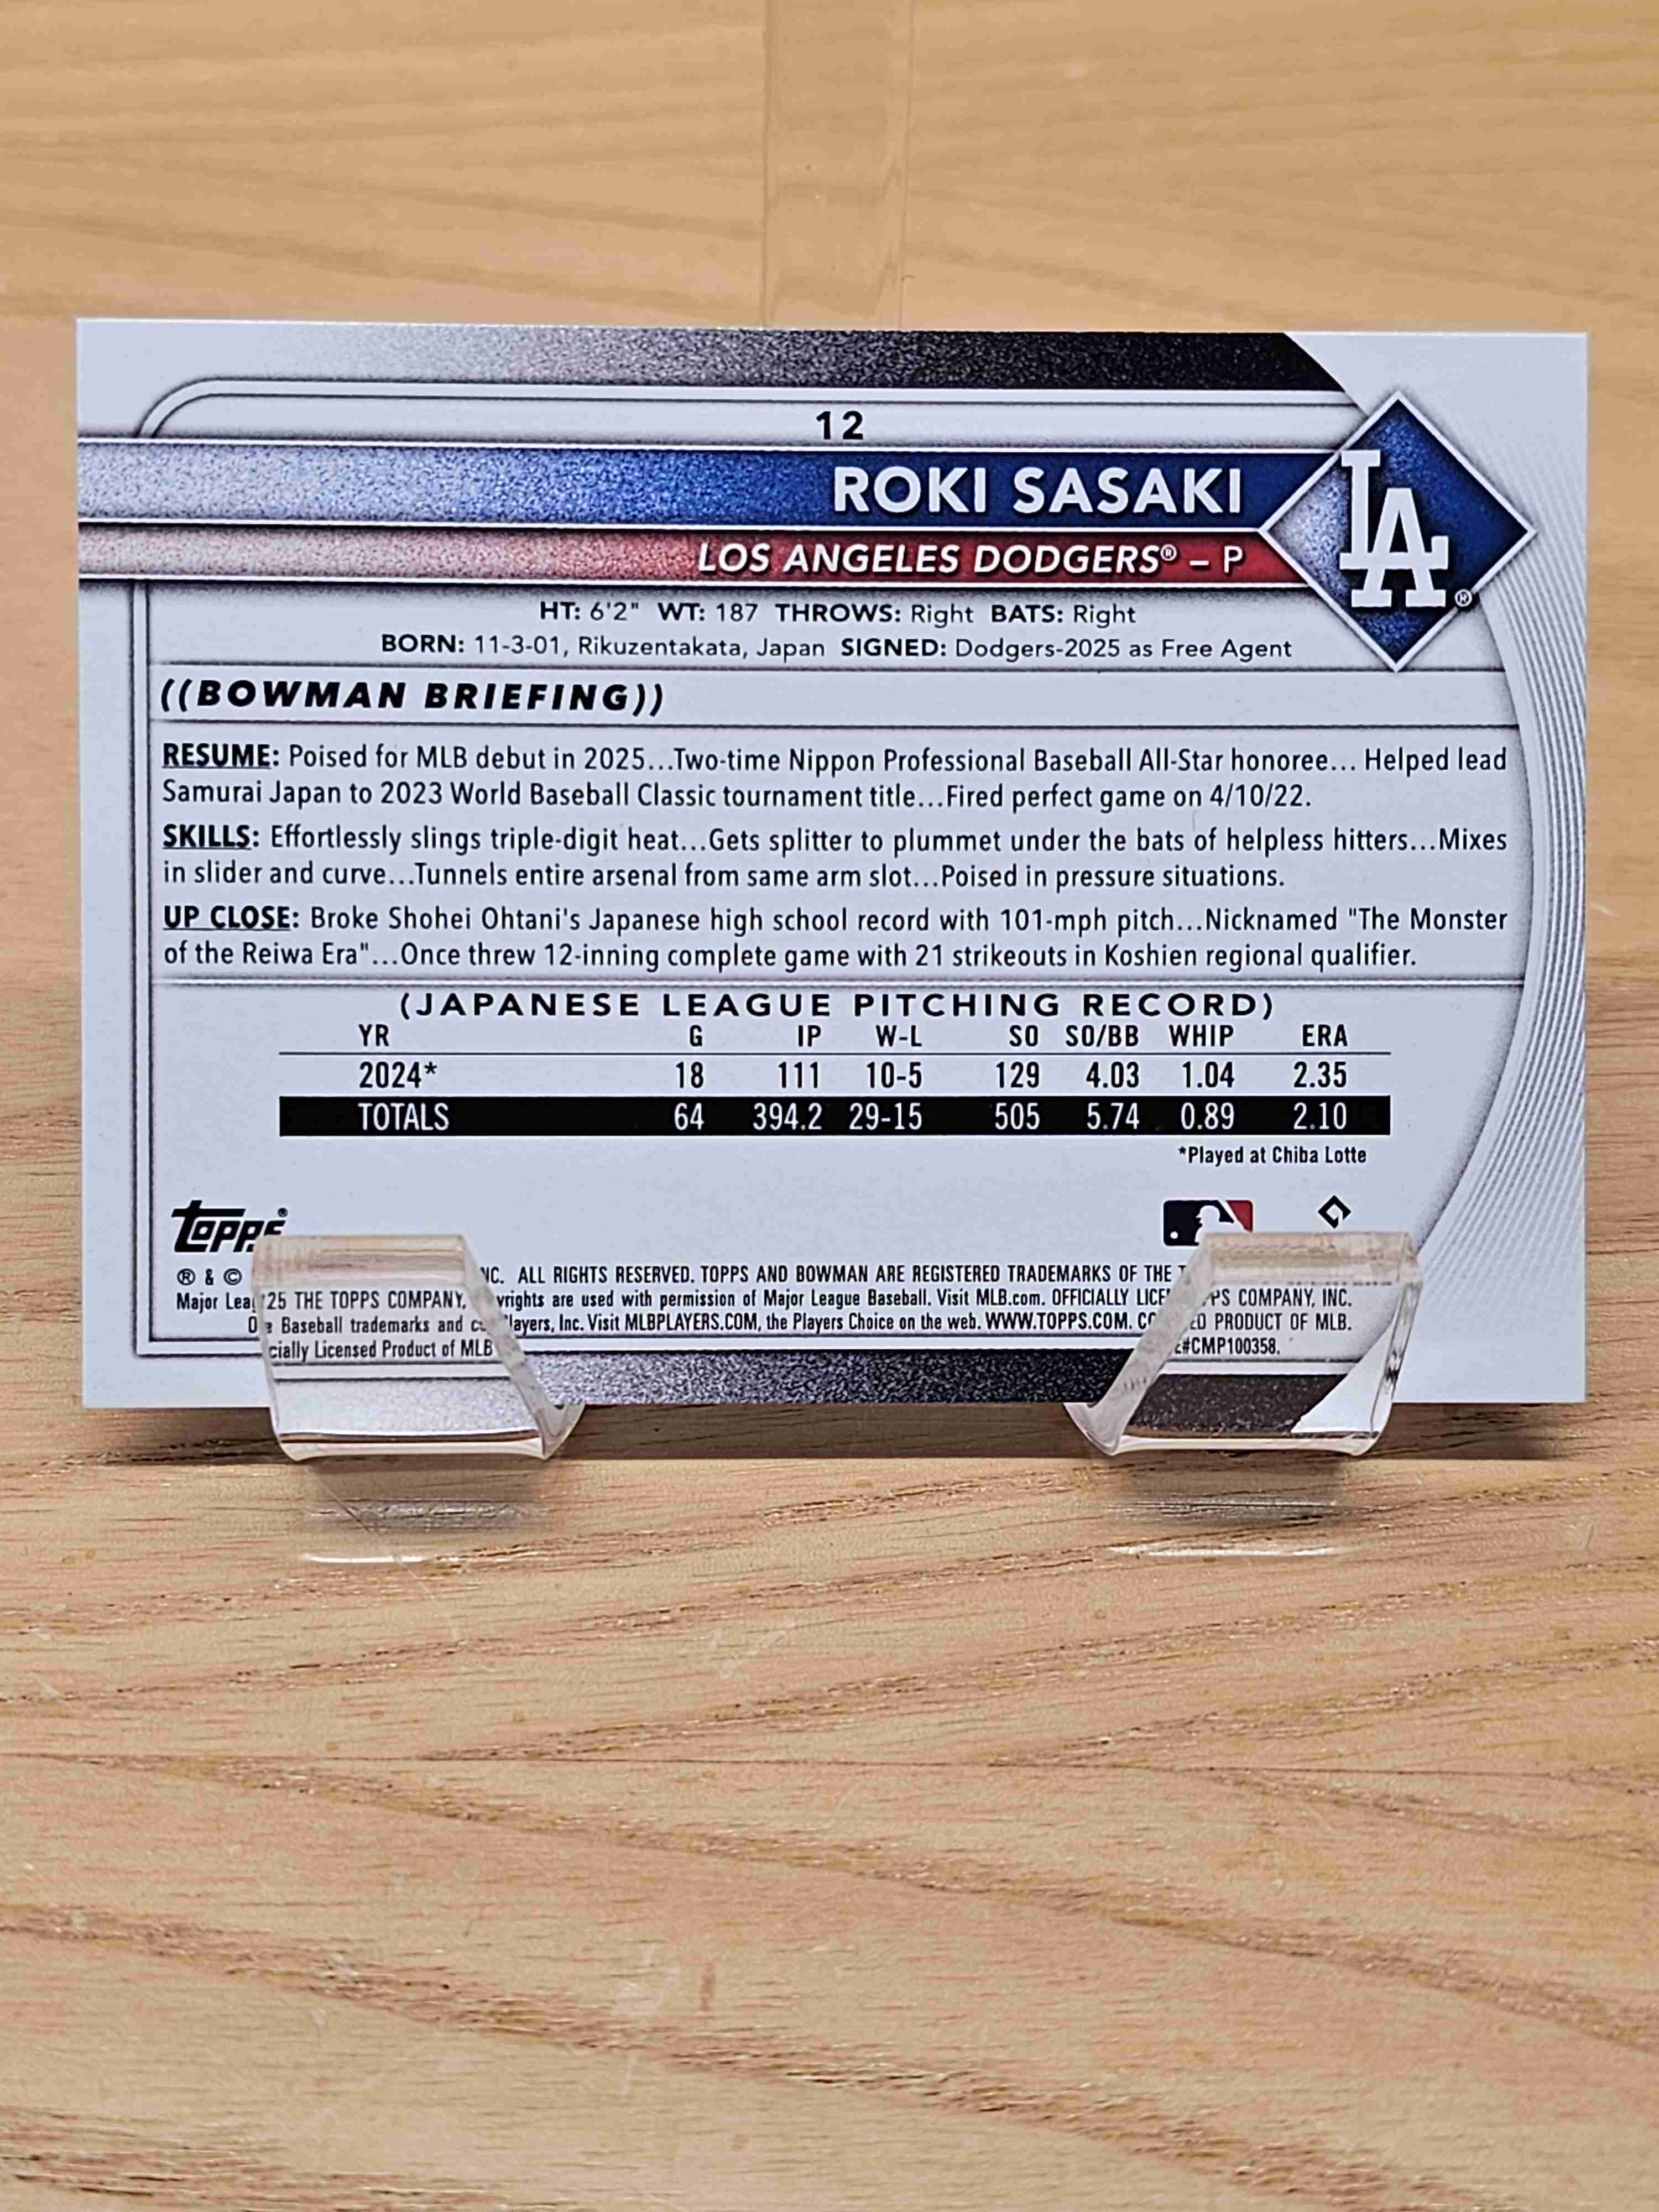 12
ROKI SASAKI
LOS ANGELES DODGERS® – P
LA®
HT: 6'2" WT: 187 THROWS: Right BATS: Right
BORN: 11-3-01, Rikuzentakata, Japan SIGNED: Dodgers-2025 as Free Agent
((BOWMAN BRIEFING))
RESUME: Poised for MLB debut in 2025...Two-time Nippon Professional Baseball All-Star honoree... Helped lead
Samurai Japan to 2023 World Baseball Classic tournament title...Fired perfect game on 4/10/22.
SKILLS: Effortlessly slings triple-digit heat...Gets splitter to plummet under the bats of helpless hitters...Mixes
in slider and curve...Tunnels entire arsenal from same arm slot...Poised in pressure situations.
UP CLOSE: Broke Shohei Ohtani's Japanese high school record with 101-mph pitch...Nicknamed "The Monster
of the Reiwa Era"...Once threw 12-inning complete game with 21 strikeouts in Koshien regional qualifier.
(JAPANESE LEAGUE PITCHING RECORD)
YR G IP W-L SO SO/BB WHIP ERA
2024* 18 111 10-5 129 4.03 1.04 2.35
TOTALS 64 394.2 29-15 505 5.74 0.89 2.10
*Played at Chiba Lotte
topps®
® & © 25 THE TOPPS COMPANY, ALL RIGHTS RESERVED. TOPPS AND BOWMAN ARE REGISTERED TRADEMARKS OF THE COMPANY, INC.
Major Baseball trademarks and are used with permission of Major League Baseball. Visit MLB.com. OFFICIALLY PRODUCT OF MLB.
Licensed Product of MLB Inc. Visit MLBPLAYERS.COM, the Players Choice on the web. WWW.TOPPS.COM. #CMP100358.